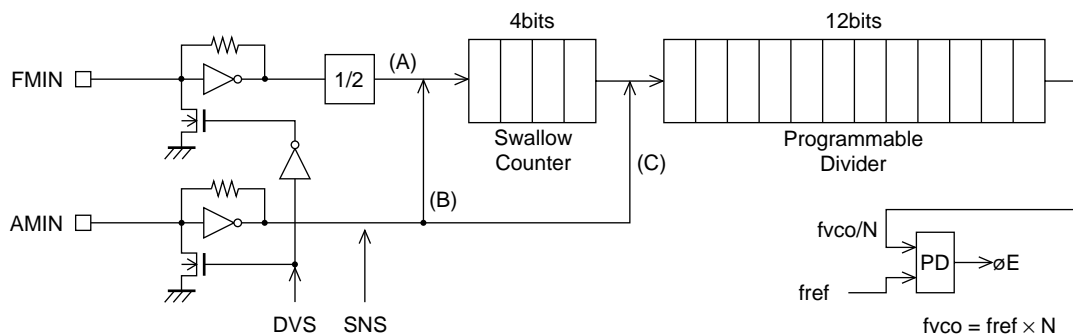 4bits
12bits
FMIN
1/2
(A)
Swallow
Counter
Programmable
Divider
(C)
(B)
AMIN
fvco/N
PD
øE
fref
DVS
SNS
fvco = fref × N